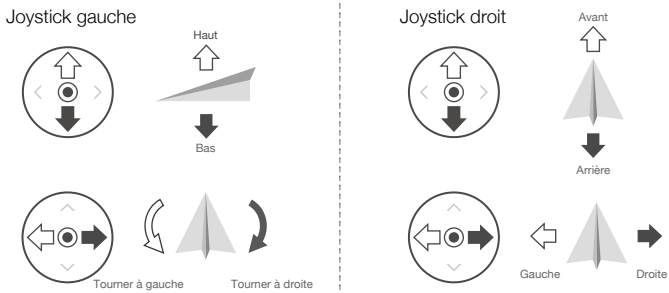 Joystick gauche
Haut
Bas
Tourner à gauche
Tourner à droite
Joystick droit
Avant
Arrière
Gauche
Droite